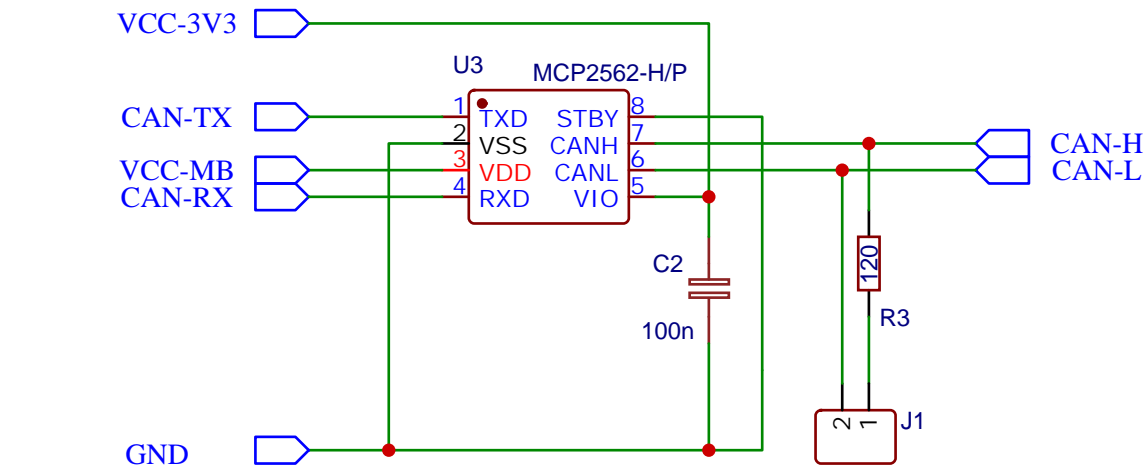 VCC-3V3
U3
MCP2562-H/P
CAN-TX
1 TXD STBY 8
2 VSS CANH 7
CAN-H
VCC-MB
3 VDD CANL 6
CAN-L
CAN-RX
4 RXD VIO 5
C2
120
100n
R3
2 1 J1
GND